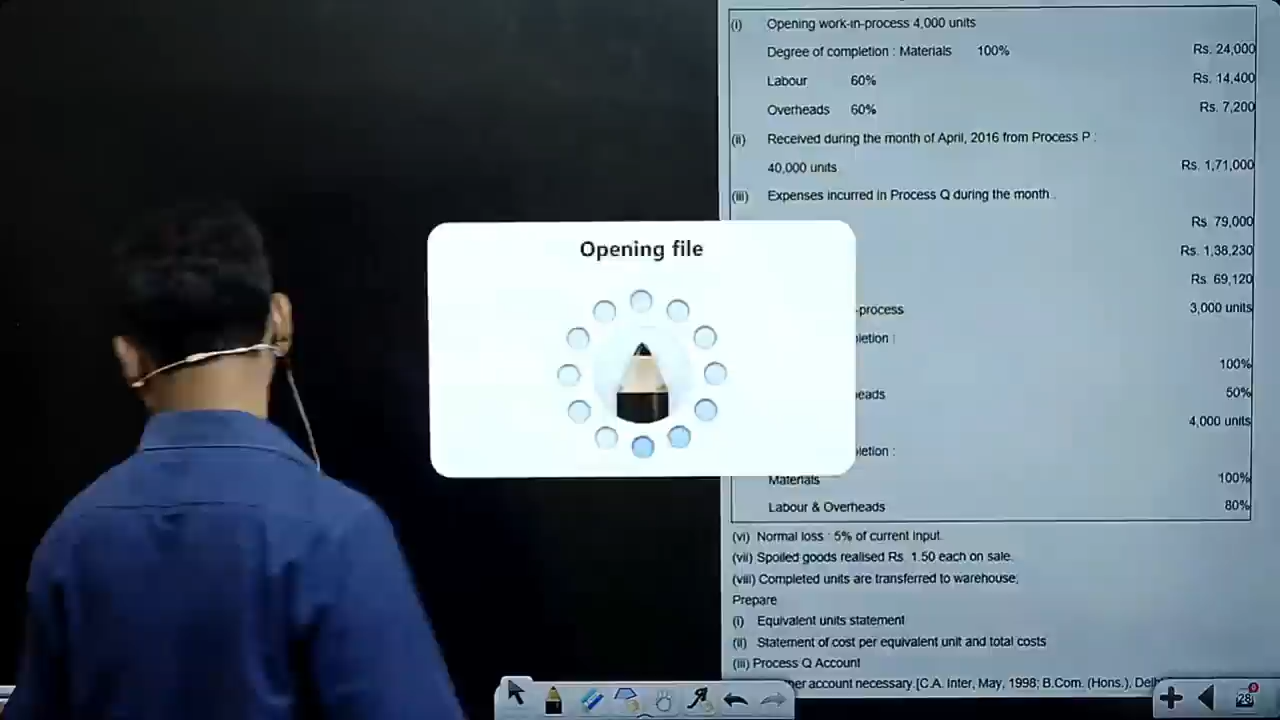 (i) Opening work-in-process 4,000 units
Degree of completion : Materials 100% Rs. 24,000
Labour 60% Rs. 14,400
Overheads 60% Rs. 7,200
(ii) Received during the month of April, 2016 from Process P :
40,000 units Rs. 1,71,000
(iii) Expenses incurred in Process Q during the month..
Rs 79,000
Rs. 1,38,230
Rs. 69,120
Opening file
-process 3,000 units
letion :
100%
eads 50%
4,000 units
letion :
Materials 100%
Labour & Overheads 80%
(vi) Normal loss : 5% of current input.
(vii) Spoiled goods realised Rs 1.50 each on sale.
(viii) Completed units are transferred to warehouse,
Prepare
(i) Equivalent units statement
(ii) Statement of cost per equivalent unit and total costs
(iii) Process Q Account
er account necessary.[C.A. Inter, May, 1998; B.Com. (Hons.), Delh
28